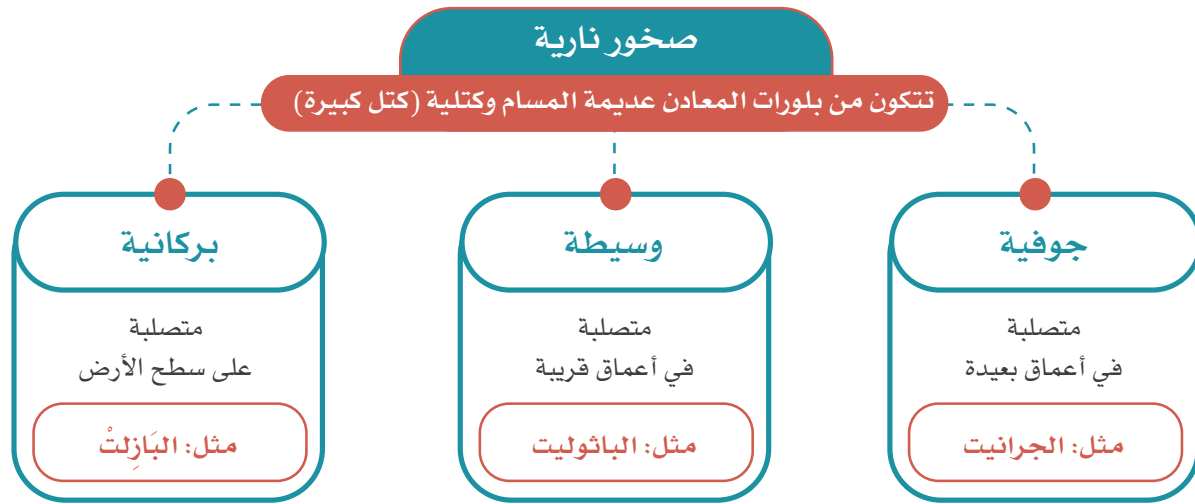 صخور نارية
تتكون من بلورات المعادن عديمة المسام وكتلية (كتل كبيرة)
جوفية
متصلبة
في أعماق بعيدة
مثل: الجرانيت
وسيطة
متصلبة
في أعماق قريبة
مثل: الباثوليت
بركانية
متصلبة
على سطح الأرض
مثل: البَازِلتْ